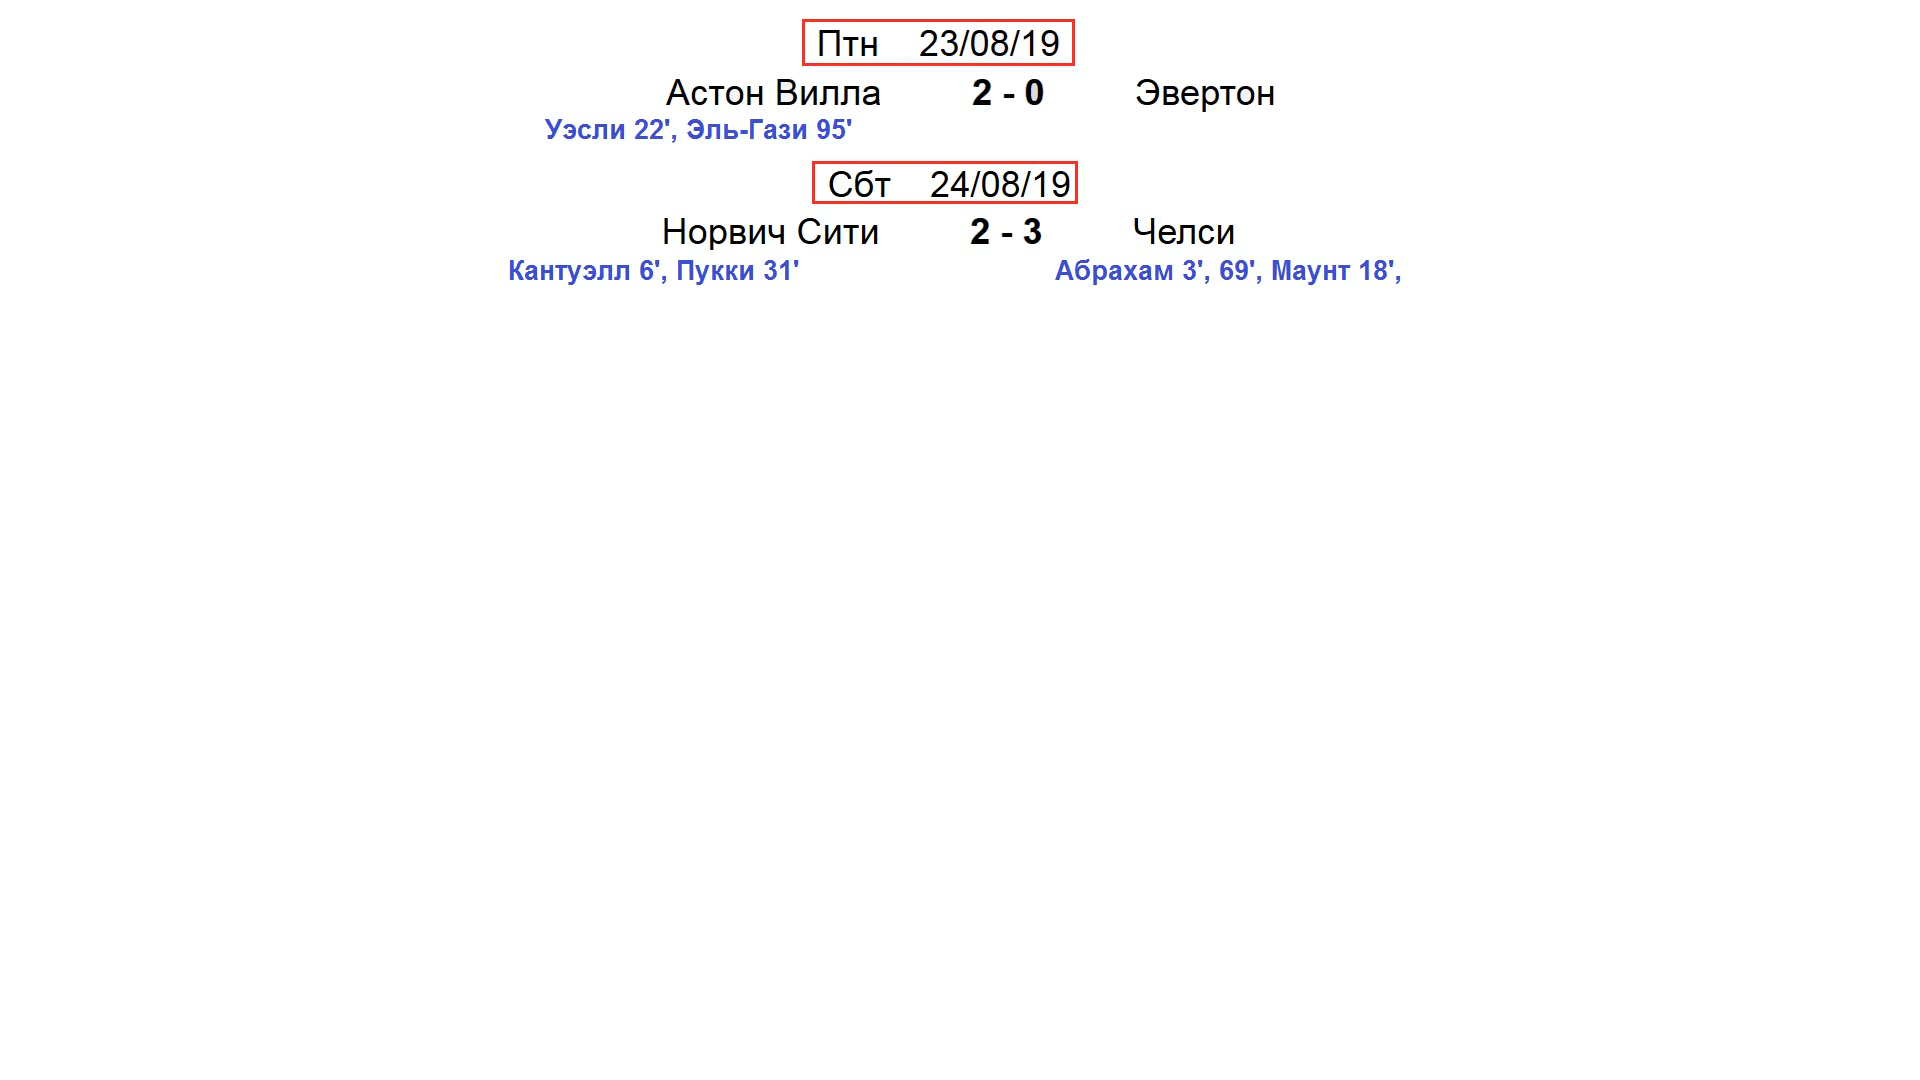 Птн 23/08/19
Астон Вилла 2 - 0 Эвертон
Уэсли 22', Эль-Гази 95'
Сбт 24/08/19
Норвич Сити 2 - 3 Челси
Кантуэлл 6', Пукки 31' Абрахам 3', 69', Маунт 18',